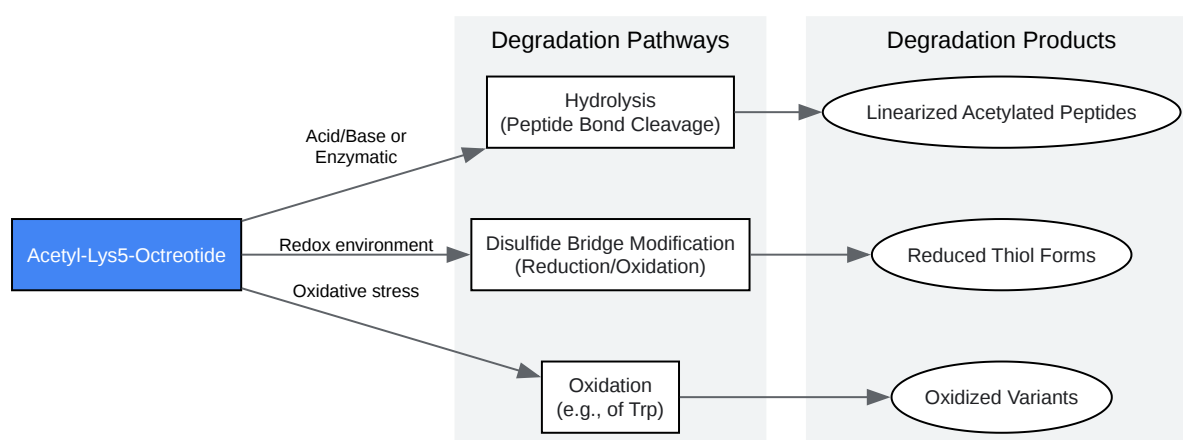 Degradation Pathways
Degradation Products
Hydrolysis
(Peptide Bond Cleavage)
Linearized Acetylated Peptides
Acid/Base or
Enzymatic
Acetyl-Lys5-Octreotide
Redox environment
Disulfide Bridge Modification
(Reduction/Oxidation)
Reduced Thiol Forms
Oxidative stress
Oxidation
(e.g., of Trp)
Oxidized Variants